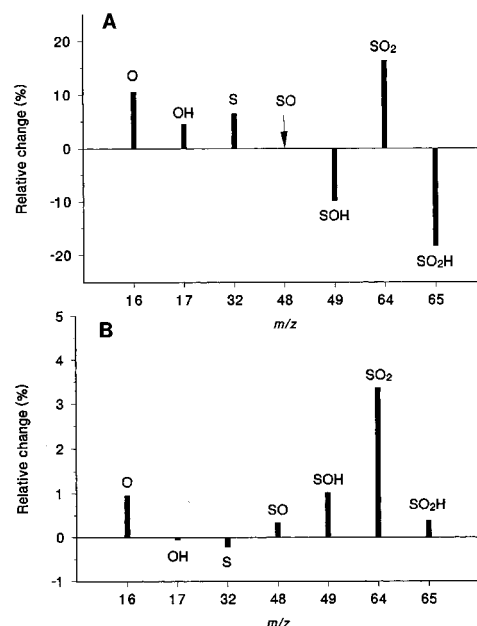 A
Relative change (%)
20
10
0
-10
-20
O
OH
S
SO
SOH
SO₂
SO₂H
16 17 32 48 49 64 65
m/z
B
Relative change (%)
5
4
3
2
1
0
-1
O
OH
S
SO
SOH
SO₂
SO₂H
16 17 32 48 49 64 65
m/z